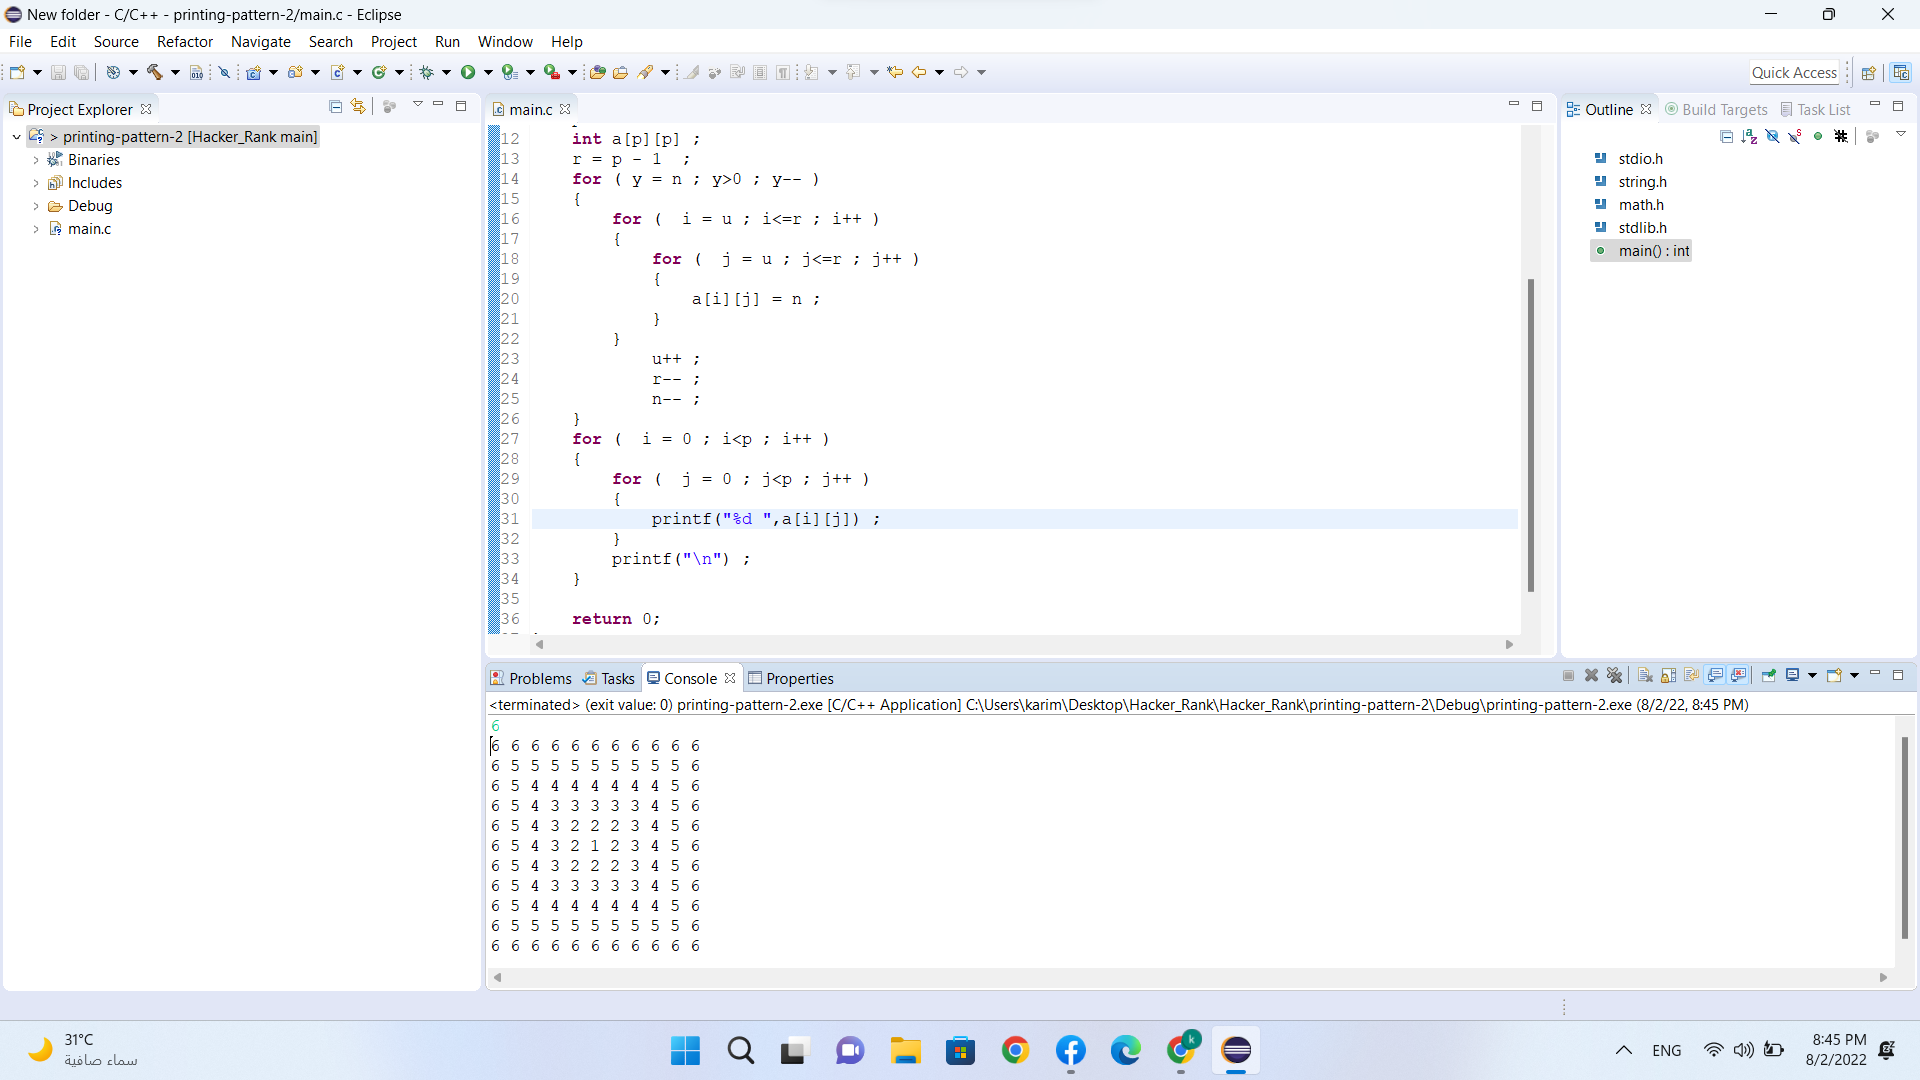 New folder - C/C++ - printing-pattern-2/main.c - Eclipse
File Edit Source Refactor Navigate Search Project Run Window Help
Quick Access
Project Explorer
> printing-pattern-2 [Hacker_Rank main]
Binaries
Includes
Debug
main.c
main.c
12 int a[p][p] ;
13 r = p - 1 ;
14 for ( y = n ; y>0 ; y-- )
15 {
16 for ( i = u ; i<=r ; i++ )
17 {
18 for ( j = u ; j<=r ; j++ )
19 {
20 a[i][j] = n ;
21 }
22 }
23 u++ ;
24 r-- ;
25 n-- ;
26 }
27 for ( i = 0 ; i<p ; i++ )
28 {
29 for ( j = 0 ; j<p ; j++ )
30 {
31 printf("%d ",a[i][j]) ;
32 }
33 printf("\n") ;
34 }
35
36 return 0;
Outline Build Targets Task List
stdio.h
string.h
math.h
stdlib.h
main() : int
Problems Tasks Console Properties
<terminated> (exit value: 0) printing-pattern-2.exe [C/C++ Application] C:\Users\karim\Desktop\Hacker_Rank\Hacker_Rank\printing-pattern-2\Debug\printing-pattern-2.exe (8/2/22, 8:45 PM)
6
6 6 6 6 6 6 6 6 6 6 6
6 5 5 5 5 5 5 5 5 5 6
6 5 4 4 4 4 4 4 4 5 6
6 5 4 3 3 3 3 3 4 5 6
6 5 4 3 2 2 2 3 4 5 6
6 5 4 3 2 1 2 3 4 5 6
6 5 4 3 2 2 2 3 4 5 6
6 5 4 3 3 3 3 3 4 5 6
6 5 4 4 4 4 4 4 4 5 6
6 5 5 5 5 5 5 5 5 5 6
6 6 6 6 6 6 6 6 6 6 6
31°C
سماء صافية
k
ENG
8:45 PM
8/2/2022